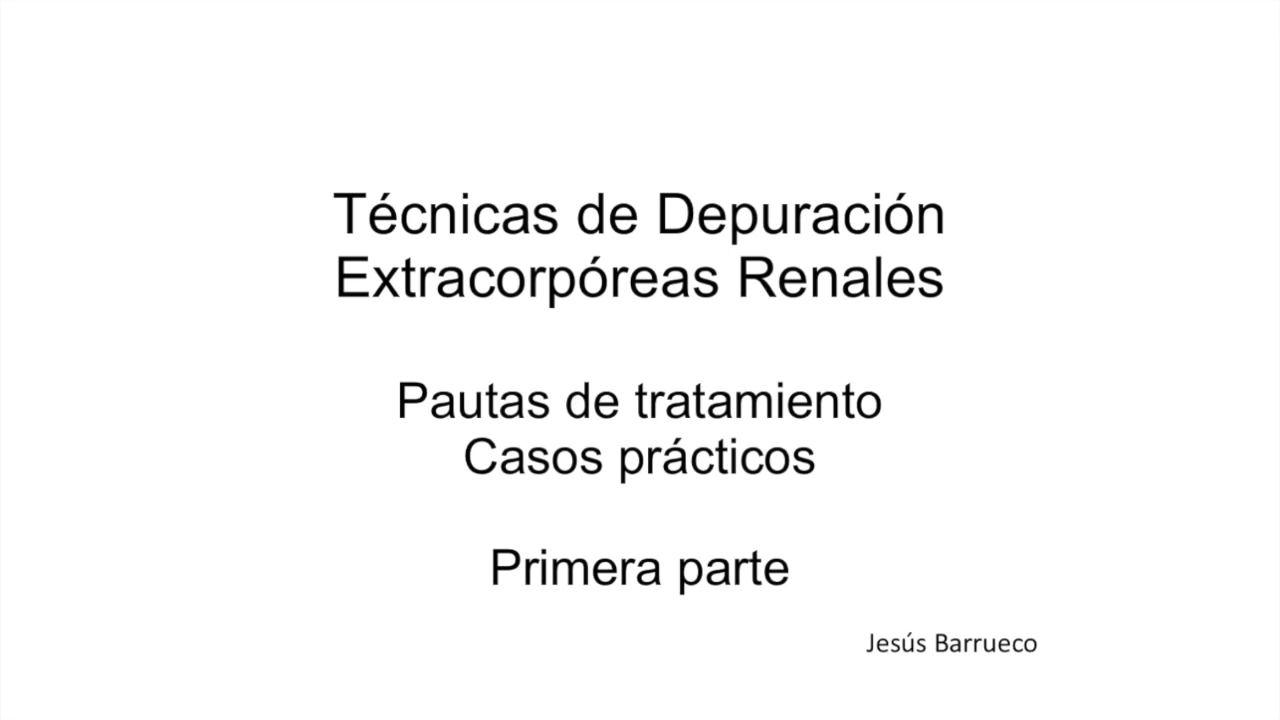 Técnicas de Depuración
Extracorpóreas Renales
Pautas de tratamiento
Casos prácticos
Primera parte
Jesús Barrueco